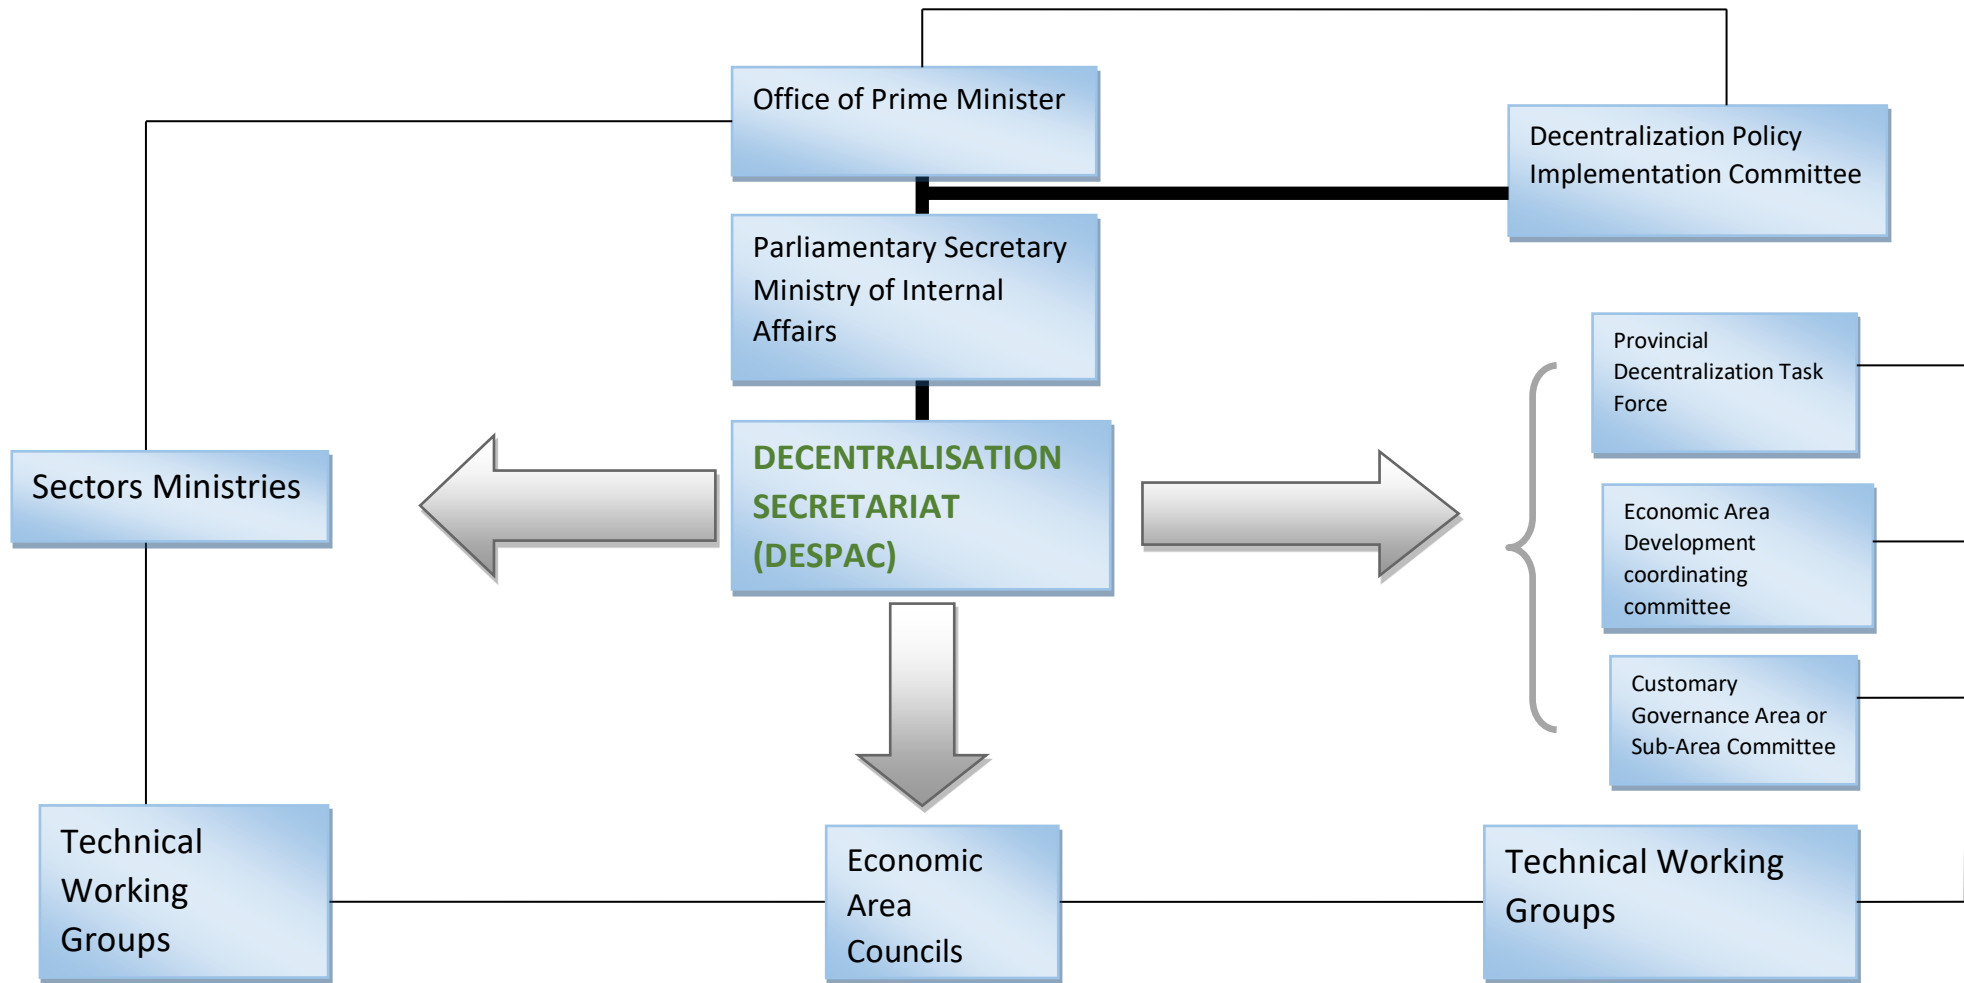 Office of Prime Minister
Decentralization Policy
Implementation Committee
Parliamentary Secretary
Ministry of Internal
Affairs
Provincial
Decentralization Task
Force
DECENTRALISATION
SECRETARIAT
(DESPAC)
Sectors Ministries
Economic Area
Development
coordinating
committee
Customary
Governance Area or
Sub-Area Committee
Technical
Working
Groups
Economic
Area
Councils
Technical Working
Groups